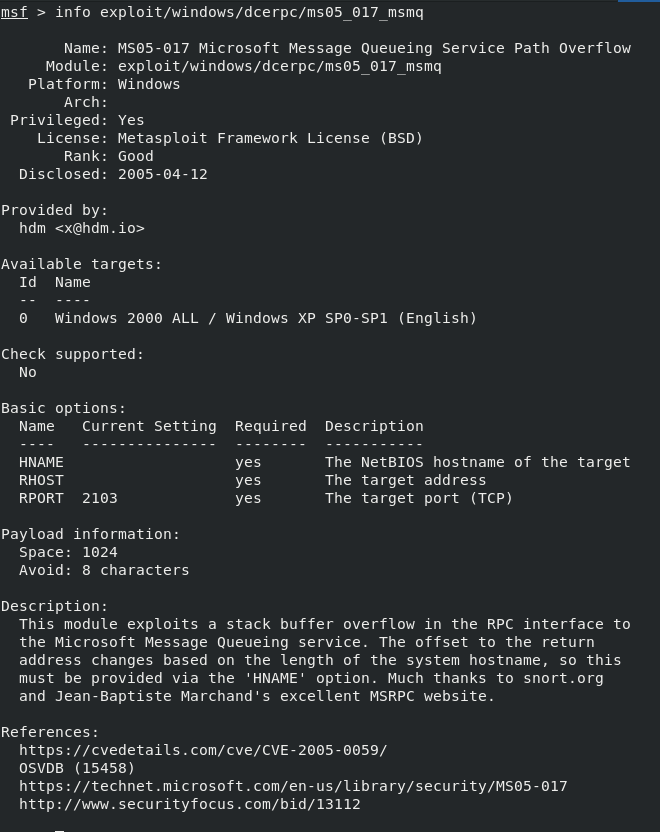 msf > info exploit/windows/dcerpc/ms05_017_msmq

       Name: MS05-017 Microsoft Message Queueing Service Path Overflow
     Module: exploit/windows/dcerpc/ms05_017_msmq
   Platform: Windows
       Arch:
 Privileged: Yes
    License: Metasploit Framework License (BSD)
       Rank: Good
  Disclosed: 2005-04-12

Provided by:
  hdm <x@hdm.io>

Available targets:
  Id  Name
  --  ----
  0   Windows 2000 ALL / Windows XP SP0-SP1 (English)

Check supported:
  No

Basic options:
  Name   Current Setting  Required  Description
  ----   ---------------  --------  -----------
  HNAME                   yes       The NetBIOS hostname of the target
  RHOST                   yes       The target address
  RPORT  2103             yes       The target port (TCP)

Payload information:
  Space: 1024
  Avoid: 8 characters

Description:
  This module exploits a stack buffer overflow in the RPC interface to
  the Microsoft Message Queueing service. The offset to the return
  address changes based on the length of the system hostname, so this
  must be provided via the 'HNAME' option. Much thanks to snort.org
  and Jean-Baptiste Marchand's excellent MSRPC website.

References:
  https://cvedetails.com/cve/CVE-2005-0059/
  OSVDB (15458)
  https://technet.microsoft.com/en-us/library/security/MS05-017
  http://www.securityfocus.com/bid/13112